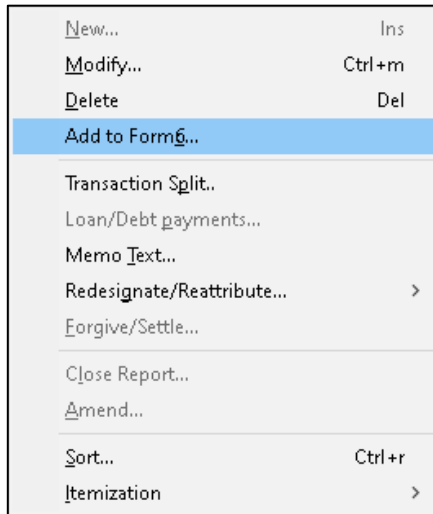 New... Ins
Modify... Ctrl+m
Delete Del
Add to Form6...
Transaction Split..
Loan/Debt payments...
Memo Text...
Redesignate/Reattribute... >
Forgive/Settle...
Close Report...
Amend...
Sort... Ctrl+r
Itemization >